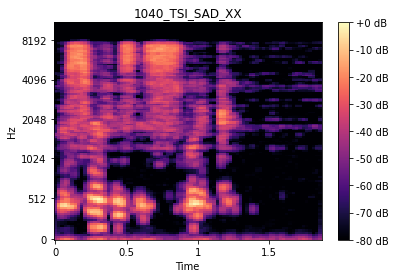 1040_TSI_SAD_XX
Hz
8192
4096
2048
1024
512
0
0
0.5
1
1.5
Time
+0 dB
-10 dB
-20 dB
-30 dB
-40 dB
-50 dB
-60 dB
-70 dB
-80 dB